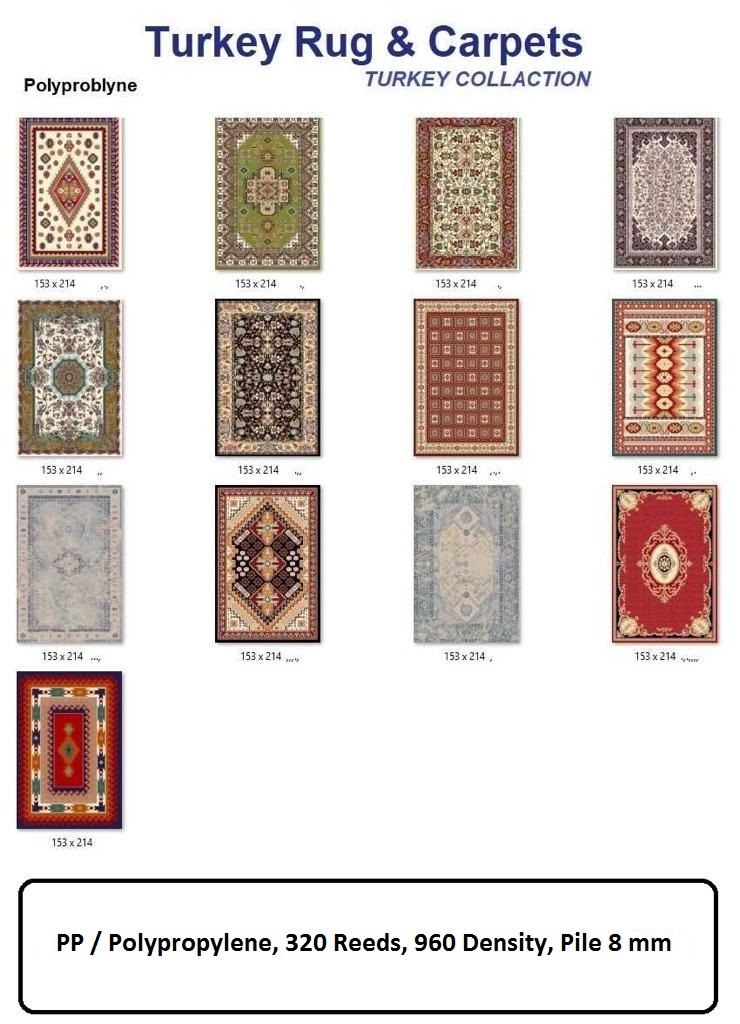 Turkey Rug & Carpets
TURKEY COLLACTION
Polyproblyne
153 x 214 ,.,
153 x 214 .,
153 x 214 .,
153 x 214 ...
153 x 214 ,,
153 x 214 .,,
153 x 214 ,.,.
153 x 214 ,.
153 x 214 ...,
153 x 214 ,,,.,
153 x 214 ,
153 x 214 .,.,,,,
153 x 214
PP / Polypropylene, 320 Reeds, 960 Density, Pile 8 mm